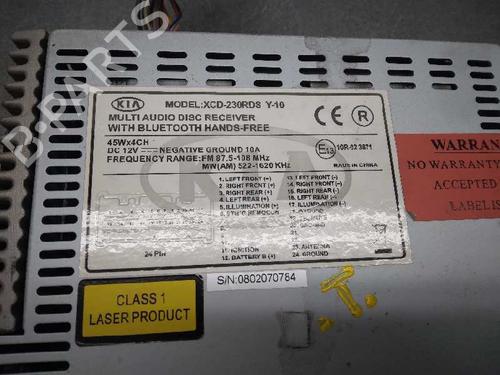 KIA
MODEL:XCD-230RDS Y-10
MULTI AUDIO DISC RECEIVER
WITH BLUETOOTH HANDS-FREE
45Wx4CH
DC 12V NEGATIVE GROUND 10A
FREQUENCY RANGE:FM 87.5-108 MHz
MW(AM) 522-1620 KHz
CE
R
E13
MADE IN CHINA
1. LEFT FRONT (+)
2. RIGHT FRONT (+)
3. RIGHT REAR (+)
4. LEFT REAR (+)
5. ILLUMINATION (+)
11. IGNITION
12. BATTERY B (+)
13. LEFT FRONT (-)
14. RIGHT FRONT (-)
15. RIGHT REAR (-)
16. LEFT REAR (-)
17. ILLUMINATION (-)
23. ANTENNA
24. GROUND
24 PIN
S/N:0802070784
CLASS 1
LASER PRODUCT
WARRAN
WARRANT
ACCEPTED
LABEL IS
T.